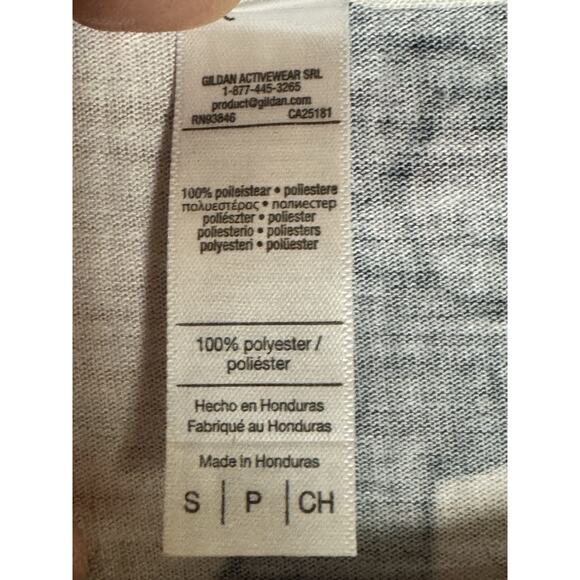 GILDAN ACTIVEWEAR SRL
1-877-445-3265
product@gildan.com
RN93846 CA25181
100% poileistear • poliestere
πολυεστέρας • полиестер
poliészter • poliester
poliesterio • poliesters
polyesteri • polüester
100% polyester /
poliéster
Hecho en Honduras
Fabriqué au Honduras
Made in Honduras
S | P | CH